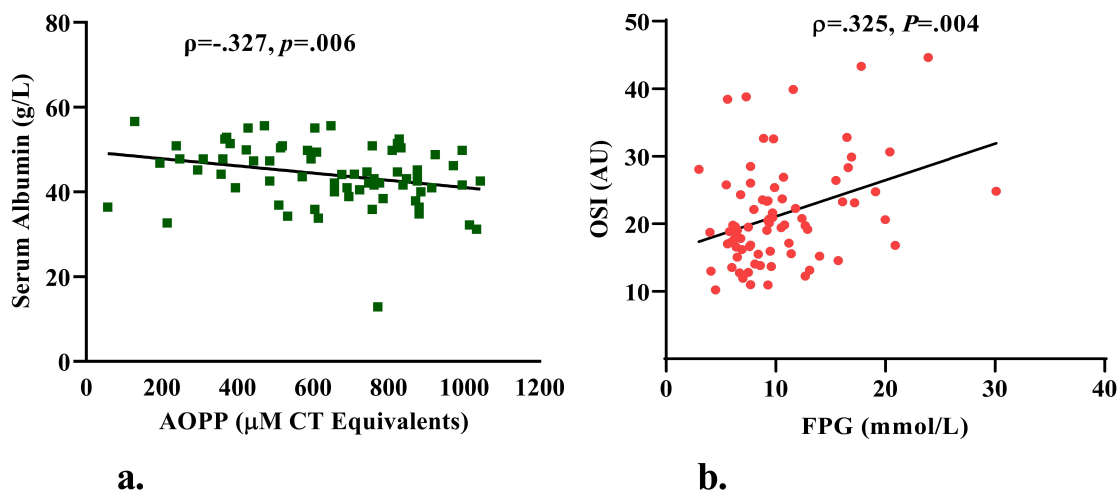 ρ=-.327, p=.006
Serum Albumin (g/L)
80
60
40
20
0
0 200 400 600 800 1000 1200
AOPP (μM CT Equivalents)
a.
ρ=.325, P=.004
OSI (AU)
50
40
30
20
10
0 10 20 30 40
FPG (mmol/L)
b.